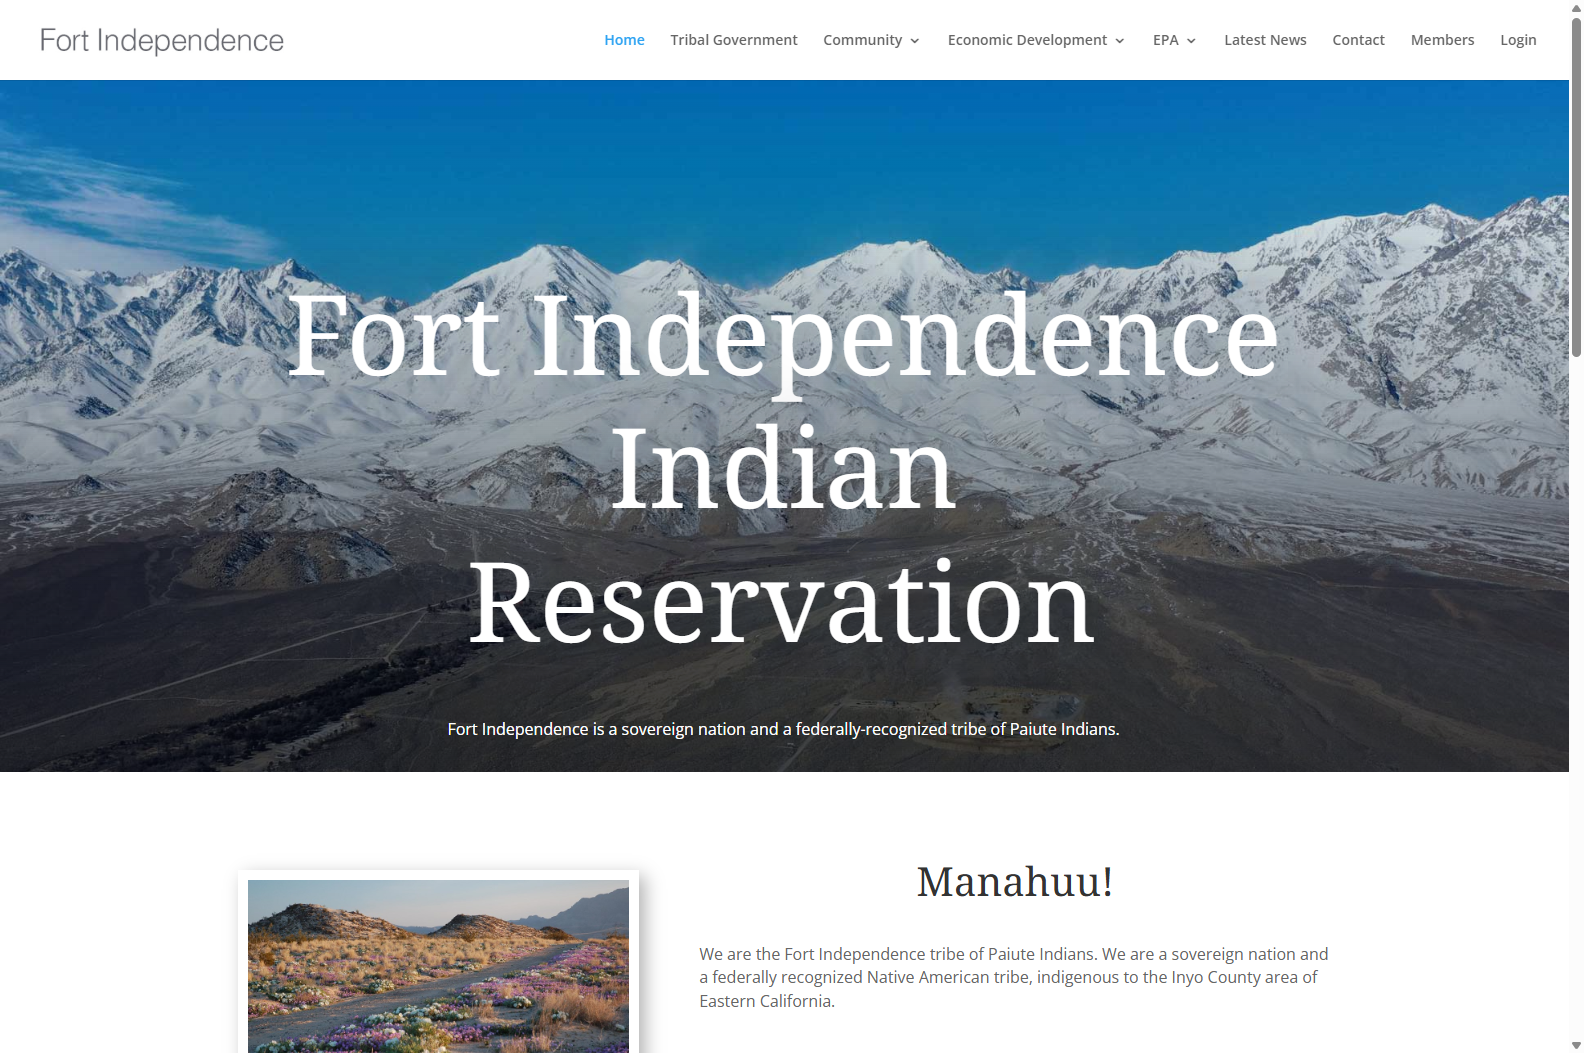 Fort Independence
Home Tribal Government Community Economic Development EPA Latest News Contact Members Login
Fort Independence
Indian
Reservation
Fort Independence is a sovereign nation and a federally-recognized tribe of Paiute Indians.
Manahuu!
We are the Fort Independence tribe of Paiute Indians. We are a sovereign nation and
a federally recognized Native American tribe, indigenous to the Inyo County area of
Eastern California.